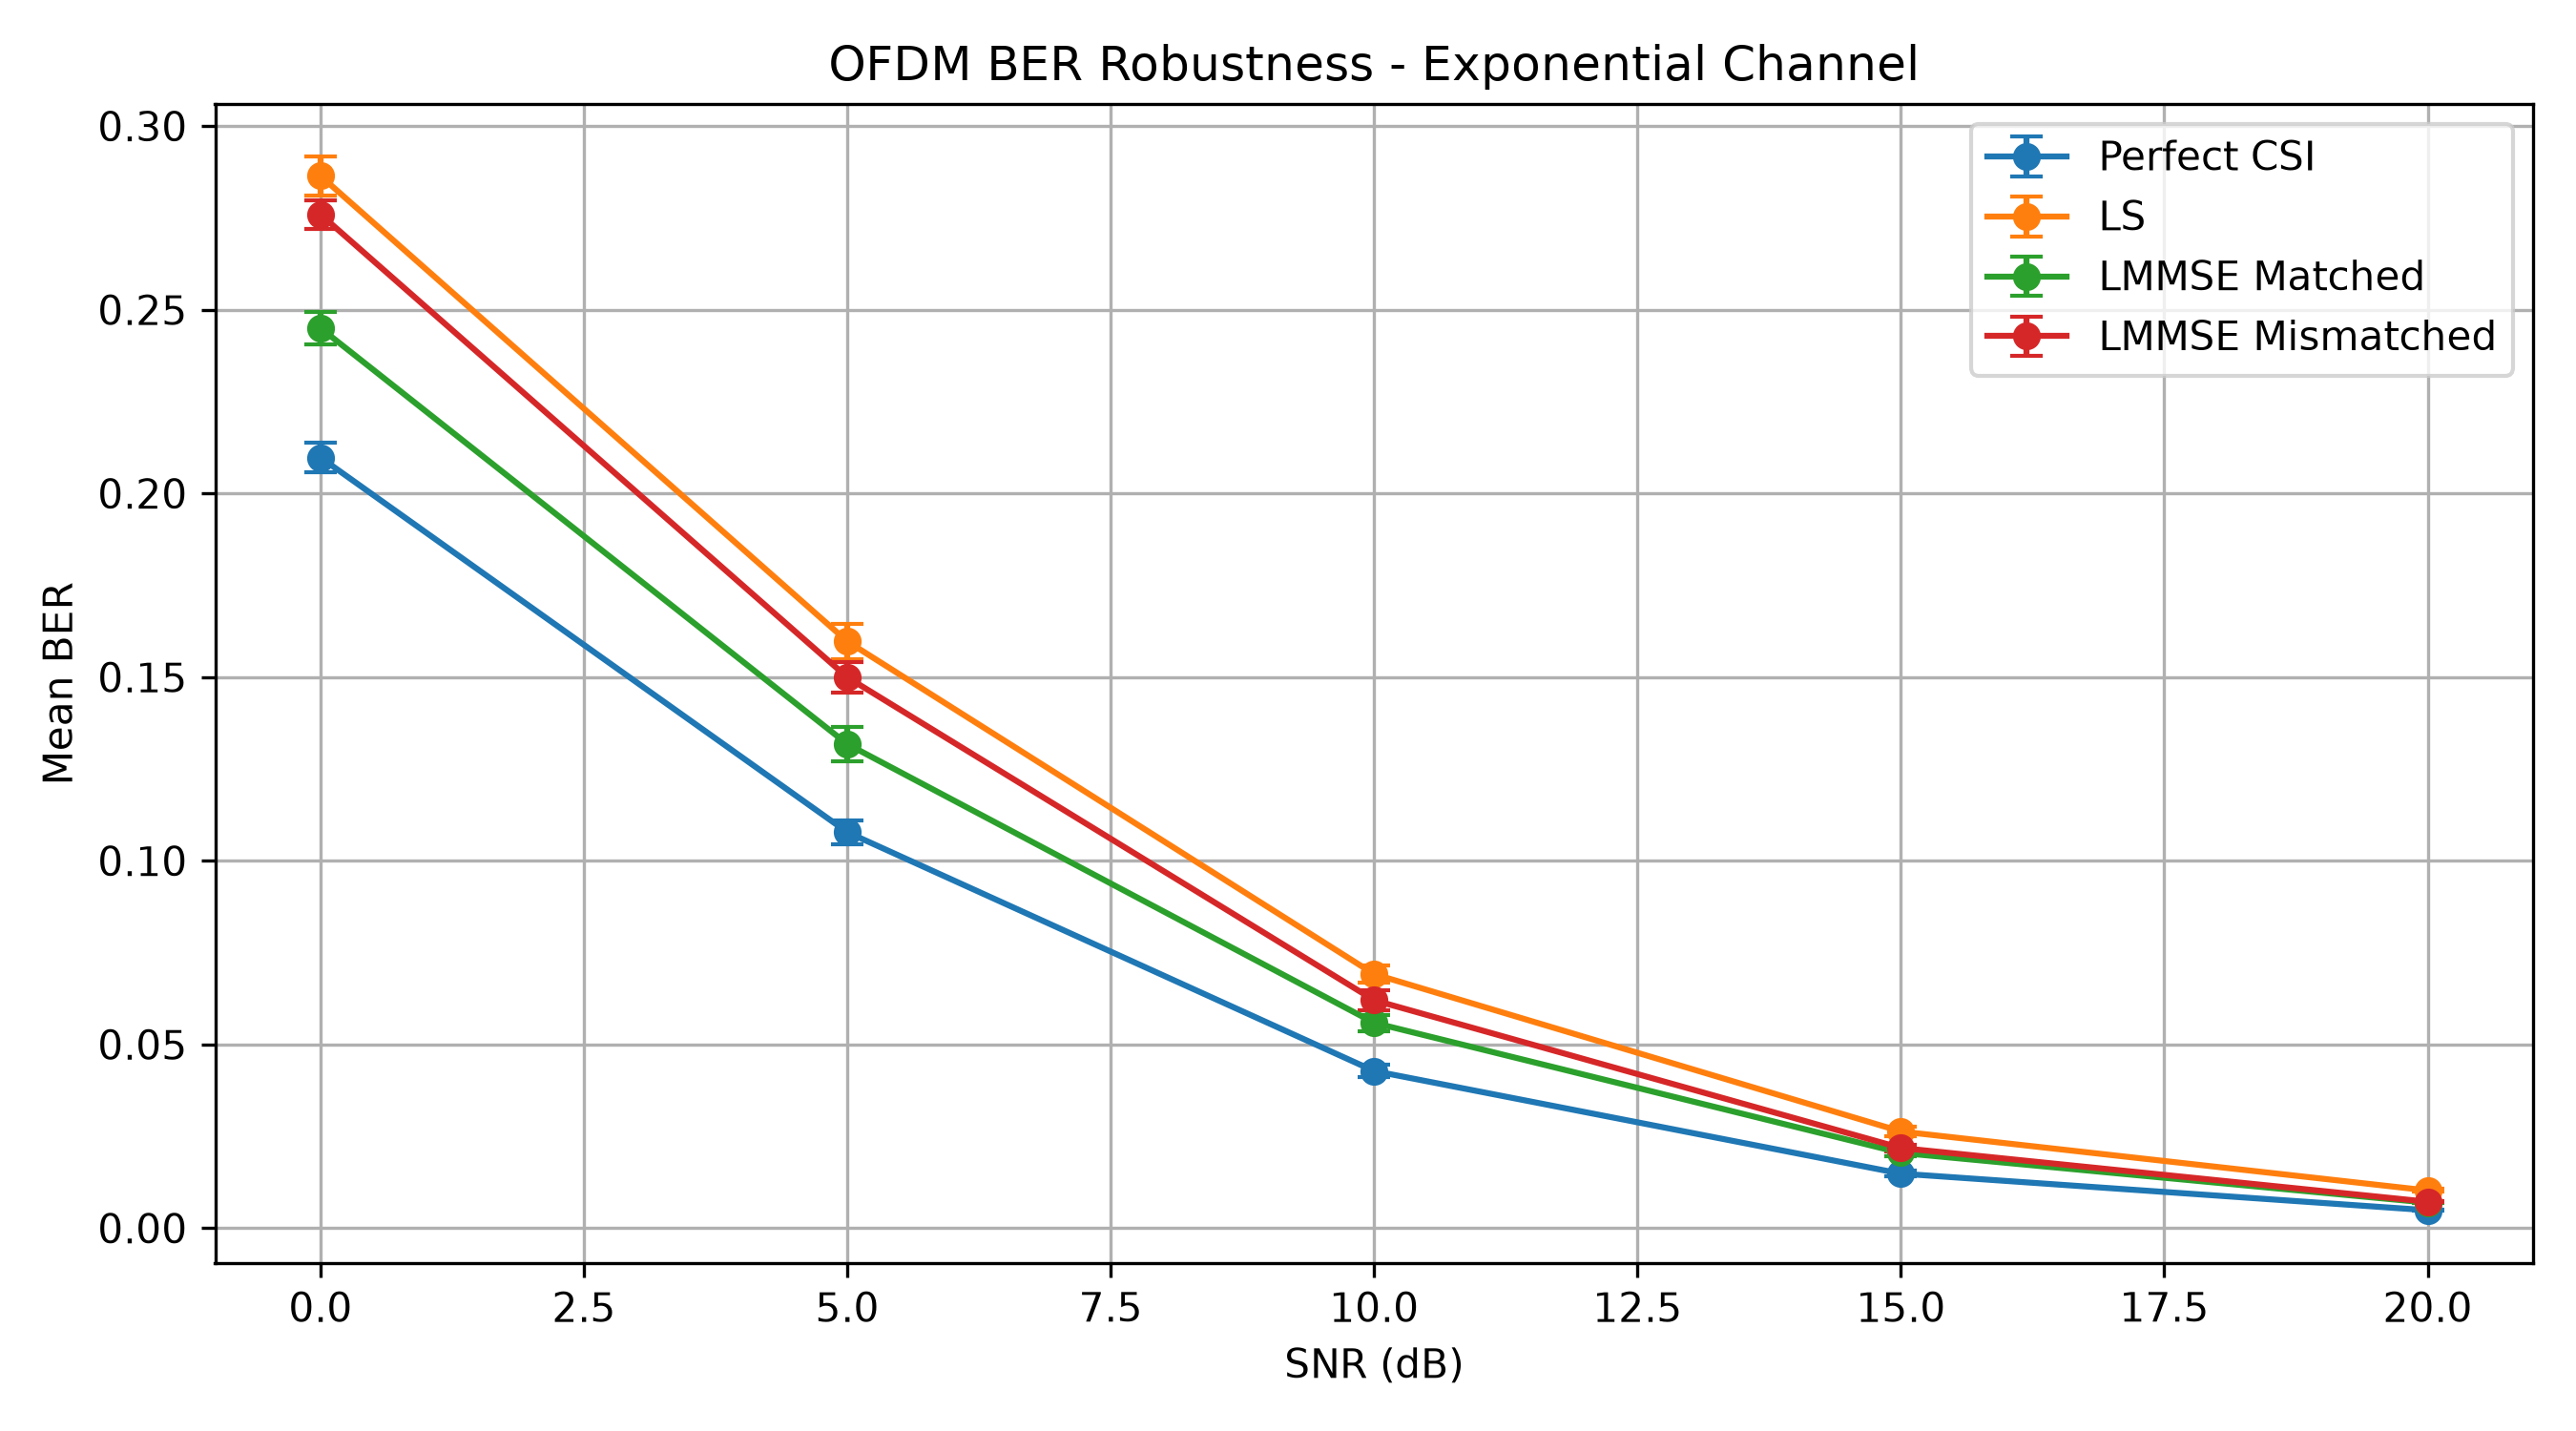 OFDM BER Robustness - Exponential Channel
0.30
0.25
0.20
0.15
0.10
0.05
0.00
Mean BER
Perfect CSI
LS
LMMSE Matched
LMMSE Mismatched
0.0 2.5 5.0 7.5 10.0 12.5 15.0 17.5 20.0
SNR (dB)